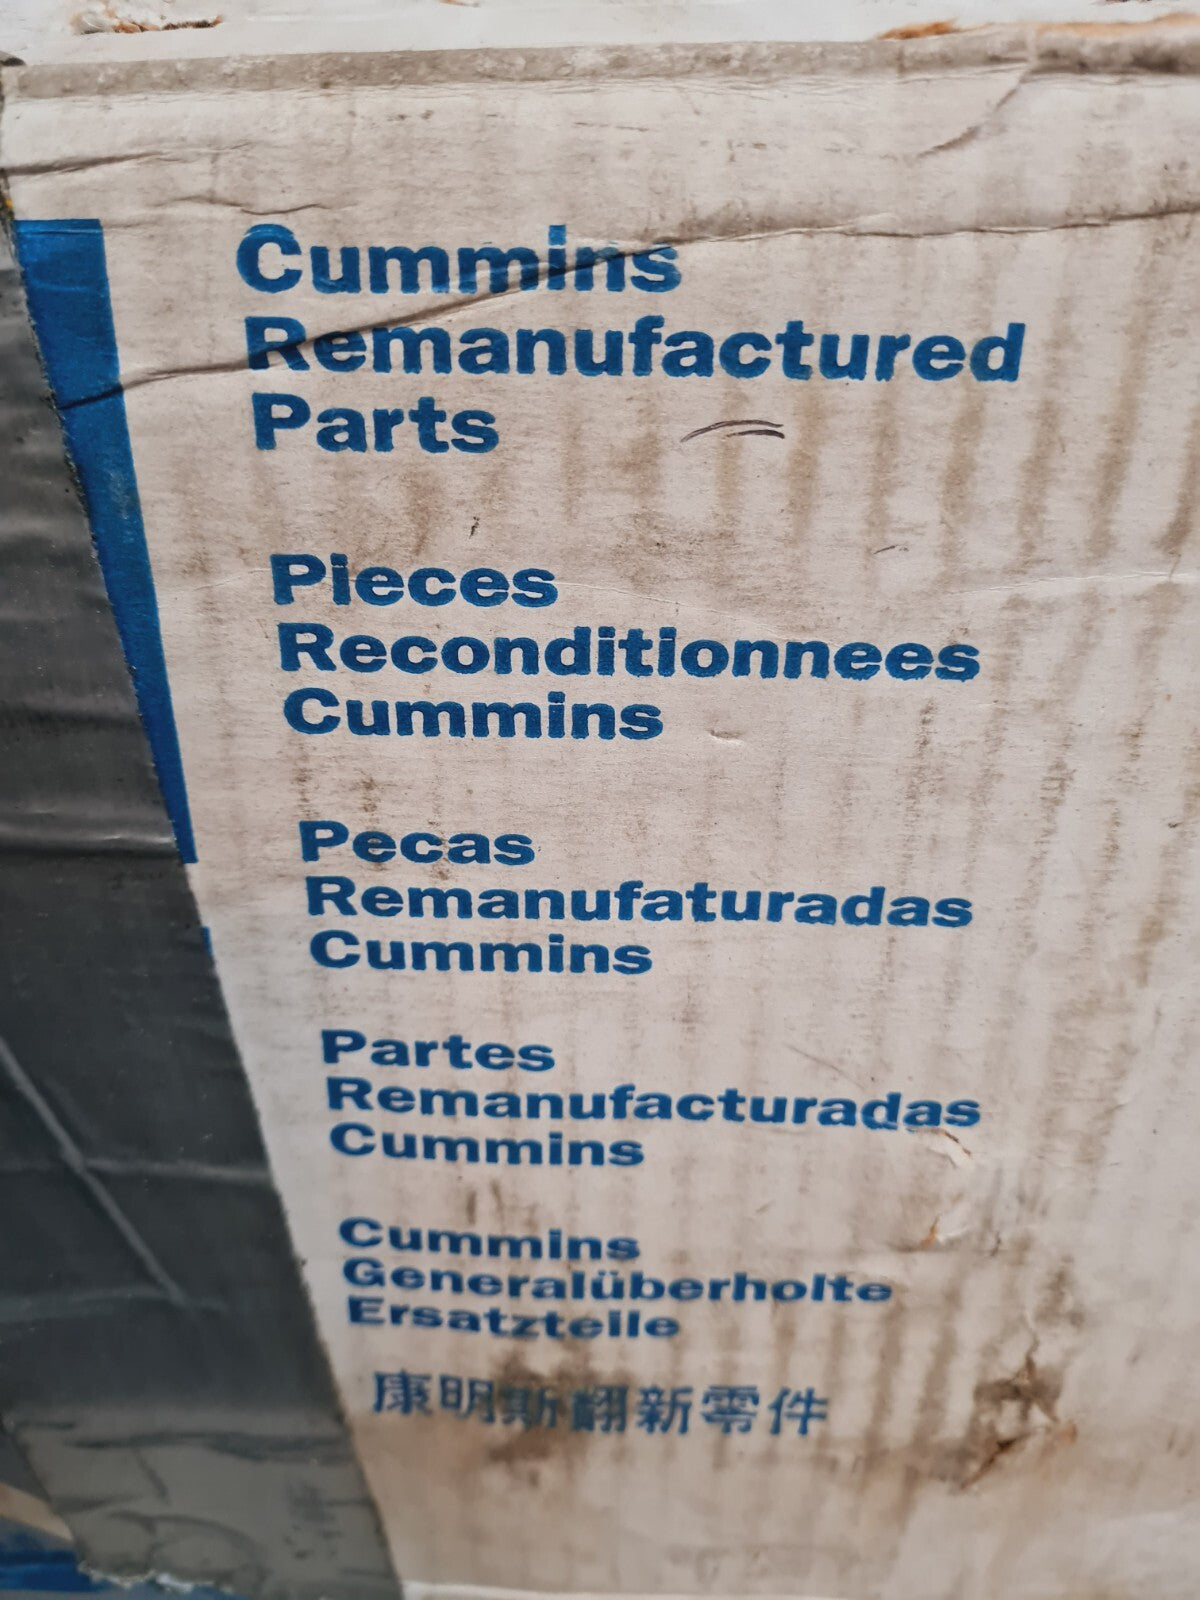 Cummins
Remanufactured
Parts
Pieces
Reconditionnees
Cummins
Pecas
Remanufaturadas
Cummins
Partes
Remanufacturadas
Cummins
Cummins
Generalüberholte
Ersatzteile
康明斯翻新零件